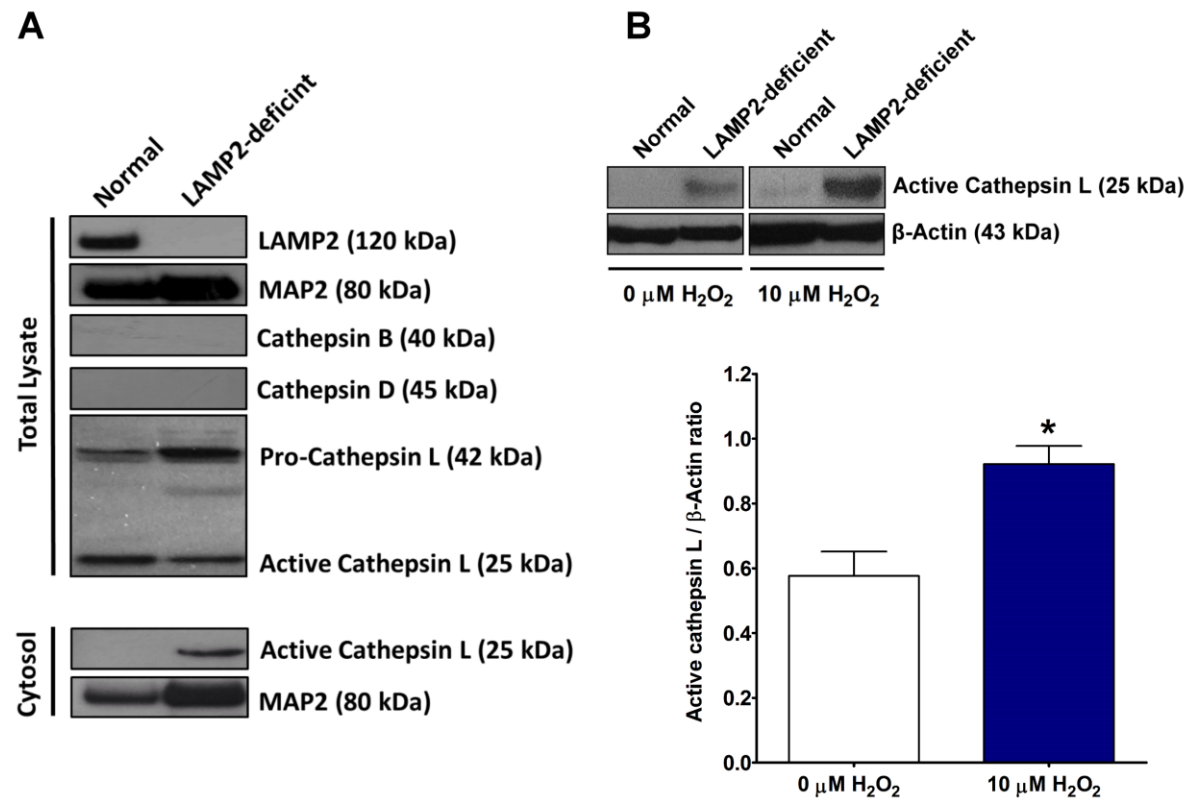 A
Normal
LAMP2-deficint
Total Lysate
LAMP2 (120 kDa)
MAP2 (80 kDa)
Cathepsin B (40 kDa)
Cathepsin D (45 kDa)
Pro-Cathepsin L (42 kDa)
Active Cathepsin L (25 kDa)
Cytosol
Active Cathepsin L (25 kDa)
MAP2 (80 kDa)
B
Normal
LAMP2-deficient
Normal
LAMP2-deficient
Active Cathepsin L (25 kDa)
β-Actin (43 kDa)
0 μM H₂O₂ 10 μM H₂O₂
Active cathepsin L / β-Actin ratio
1.2
1.0
0.8
0.6
0.4
0.2
0.0
*
0 μM H₂O₂ 10 μM H₂O₂